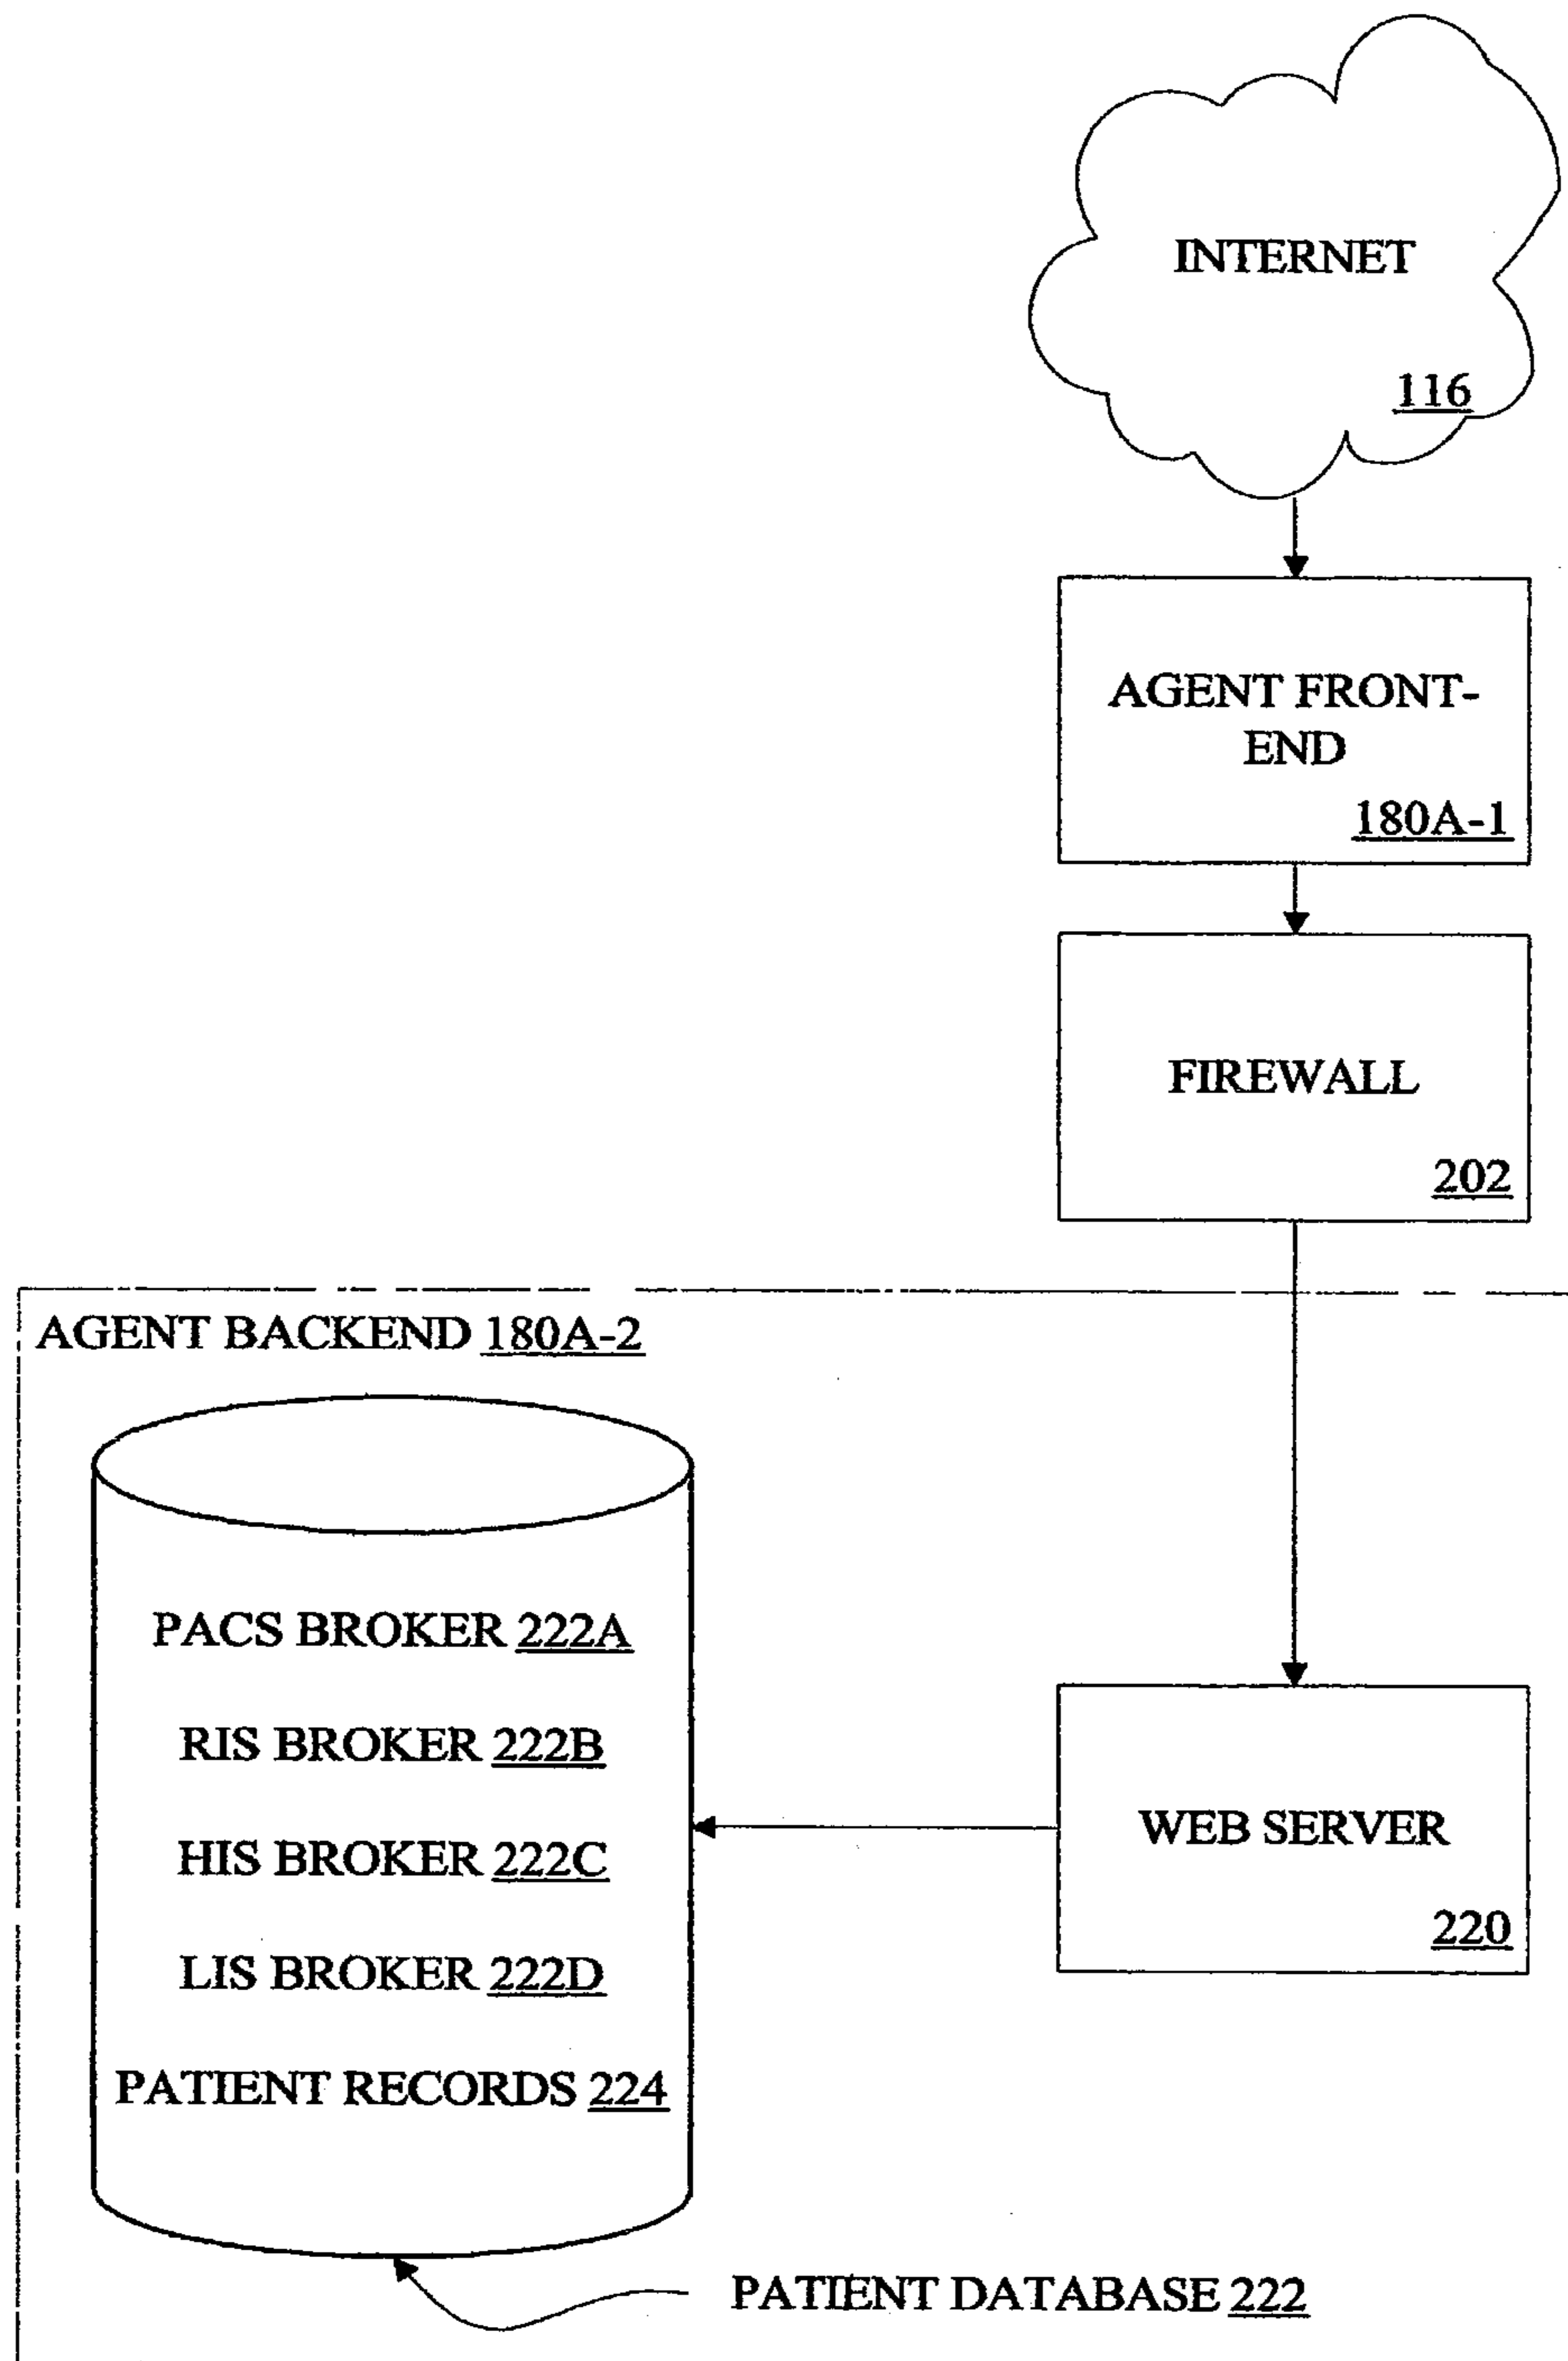 INTERNET
116
AGENT FRONT-
END
180A-1
FIREWALL
202
AGENT BACKEND 180A-2
PACS BROKER 222A
RIS BROKER 222B
HIS BROKER 222C
LIS BROKER 222D
PATIENT RECORDS 224
WEB SERVER
220
PATIENT DATABASE 222